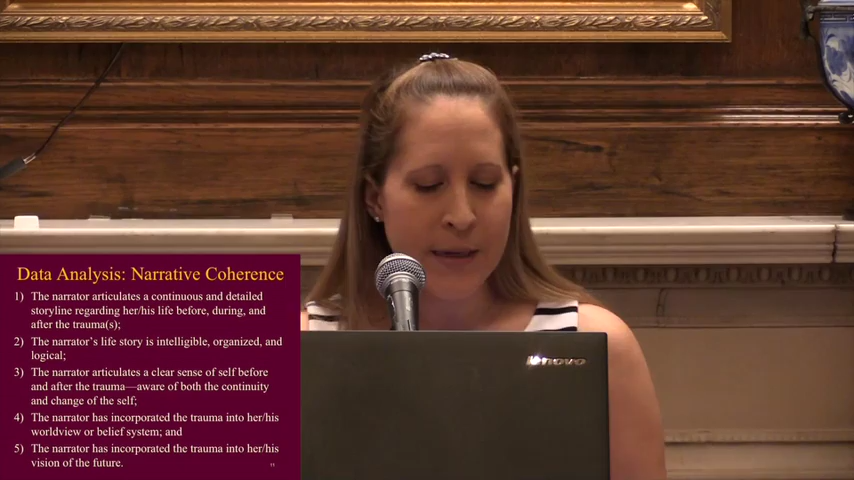 Data Analysis: Narrative Coherence
1) The narrator articulates a continuous and detailed
storyline regarding her/his life before, during, and
after the trauma(s);
2) The narrator's life story is intelligible, organized, and
logical;
3) The narrator articulates a clear sense of self before
and after the trauma—aware of both the continuity
and change of the self;
4) The narrator has incorporated the trauma into her/his
worldview or belief system; and
5) The narrator has incorporated the trauma into her/his
vision of the future.
lenovo